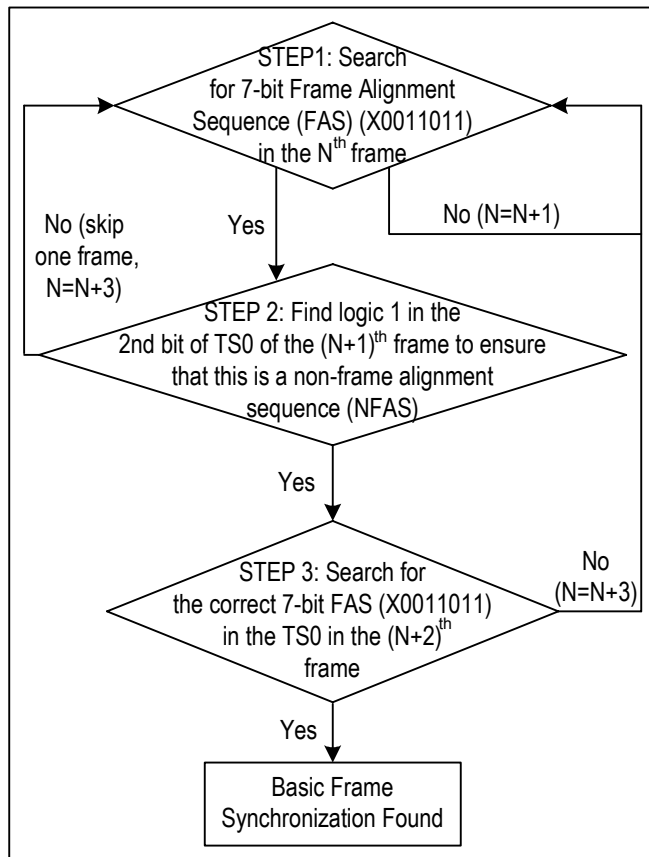 STEP1: Search
for 7-bit Frame Alignment
Sequence (FAS) (X0011011)
in the Nth frame
No (N=N+1)
Yes
No (skip
one frame,
N=N+3)
STEP 2: Find logic 1 in the
2nd bit of TS0 of the (N+1)th frame to ensure
that this is a non-frame alignment
sequence (NFAS)
Yes
STEP 3: Search for
the correct 7-bit FAS (X0011011)
in the TS0 in the (N+2)th
frame
No
(N=N+3)
Yes
Basic Frame
Synchronization Found